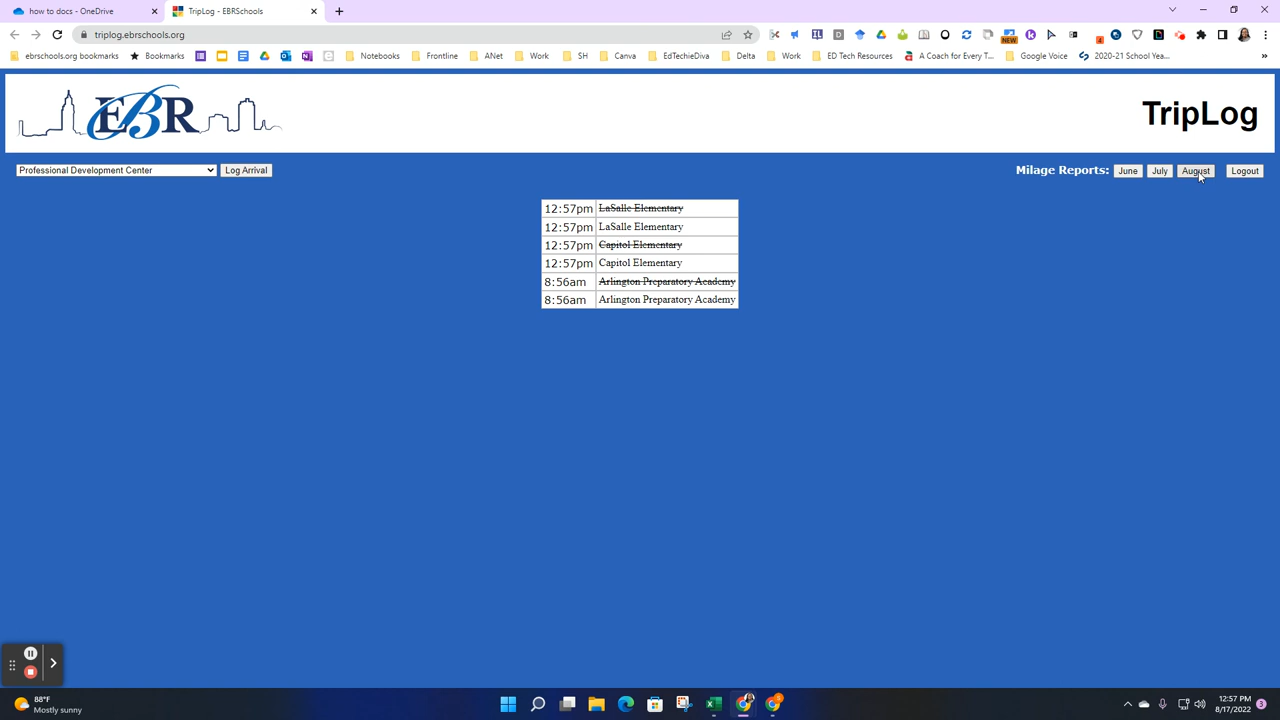 how to docs - OneDrive
TripLog - EBRSchools
triplog.ebrschools.org
ebrschools.org bookmarks
Bookmarks
Notebooks
Frontline
ANet
Work
SH
Canva
EdTechieDiva
Delta
Work
ED Tech Resources
A Coach for Every T...
Google Voice
2020-21 School Yea...
»
NEW
4
EBR
TripLog
Professional Development Center
Log Arrival
Milage Reports:
June
July
August
Logout
12:57pm LaSalle Elementary
12:57pm LaSalle Elementary
12:57pm Capitol Elementary
12:57pm Capitol Elementary
8:56am Arlington Preparatory Academy
8:56am Arlington Preparatory Academy
88°F
Mostly sunny
12:57 PM
8/17/2022
3